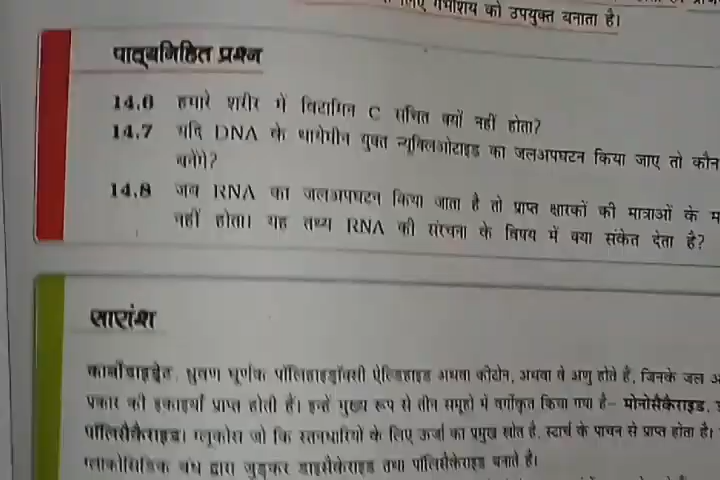 गर्भाशय को उपयुक्त बनाता है।
पाठ्यनिहित प्रश्न
14.6 हमारे शरीर में विटामिन C संचित क्यों नहीं होता?
14.7 यदि DNA के थायेमीन युक्त न्यूक्लिओटाइड का जलअपघटन किया जाए तो कौन
बनेंगे?
14.8 जब RNA का जलअपघटन किया जाता है तो प्राप्त क्षारकों की मात्राओं के
नहीं होता। यह तथ्य RNA की संरचना के विषय में क्या संकेत देता है?
सारांश
कार्बोहाइड्रेट, ध्रुवण घूर्णक पॉलिहाइड्रॉक्सी ऐल्डिहाइड अथवा कीटोन, अथवा वे अणु होते हैं, जिनके जल
प्रकार की इकाइयाँ प्राप्त होती हैं। इन्हें मुख्य रूप से तीन समूहों में वर्गीकृत किया गया है– मोनोसैकैराइड,
पॉलिसैकैराइड। ग्लूकोस जो कि स्तनधारियों के लिए ऊर्जा का प्रमुख स्रोत है, स्टार्च के पाचन से प्राप्त होता है।
ग्लाकोसिडिक बंध द्वारा जुड़कर डाइसैकैराइड तथा पॉलिसैकैराइड बनाते हैं।